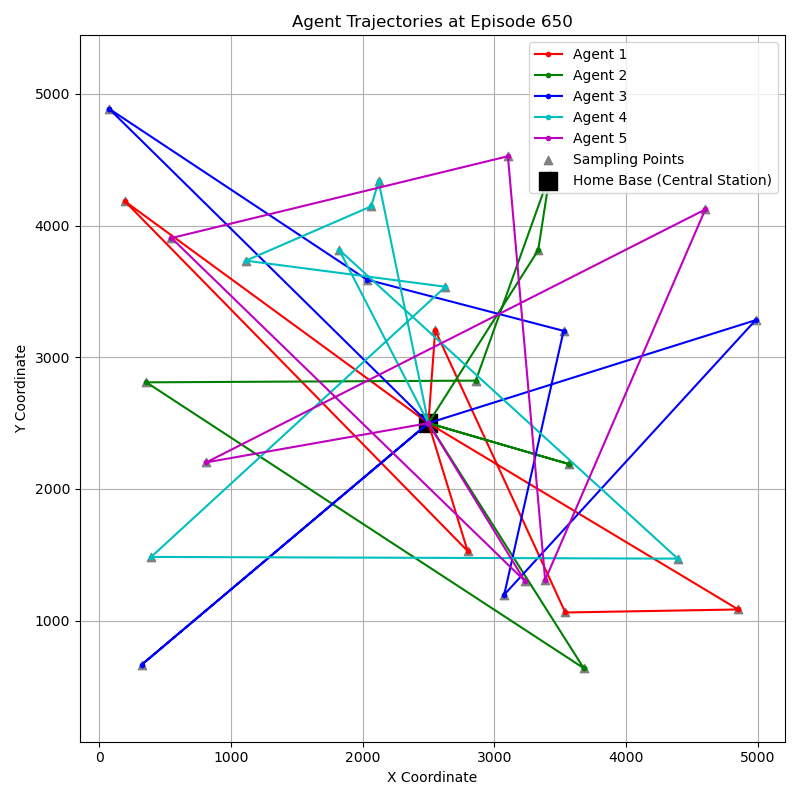 Agent Trajectories at Episode 650
Agent 1
Agent 2
Agent 3
Agent 4
Agent 5
Sampling Points
Home Base (Central Station)
Y Coordinate
5000
4000
3000
2000
1000
0 1000 2000 3000 4000 5000
X Coordinate